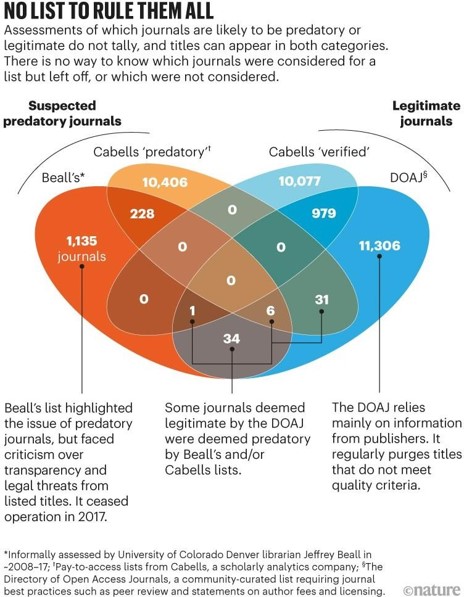 NO LIST TO RULE THEM ALL
Assessments of which journals are likely to be predatory or
legitimate do not tally, and titles can appear in both categories.
There is no way to know which journals were considered for a
list but left off, or which were not considered.
Suspected
predatory journals
Legitimate
journals
Cabells ‘predatory’†
Cabells ‘verified’
Beall’s*
DOAJ§
10,406
10,077
228
0
979
1,135
journals
0
0
11,306
0
0
31
1
6
34
Beall’s list highlighted
the issue of predatory
journals, but faced
criticism over
transparency and
legal threats from
listed titles. It ceased
operation in 2017.
Some journals deemed
legitimate by the DOAJ
were deemed predatory
by Beall’s and/or
Cabells lists.
The DOAJ relies
mainly on information
from publishers. It
regularly purges titles
that do not meet
quality criteria.
*Informally assessed by University of Colorado Denver librarian Jeffrey Beall in
~2008–17; †Pay-to-access lists from Cabells, a scholarly analytics company; §The
Directory of Open Access Journals, a community-curated list requiring journal
best practices such as peer review and statements on author fees and licensing.
©nature